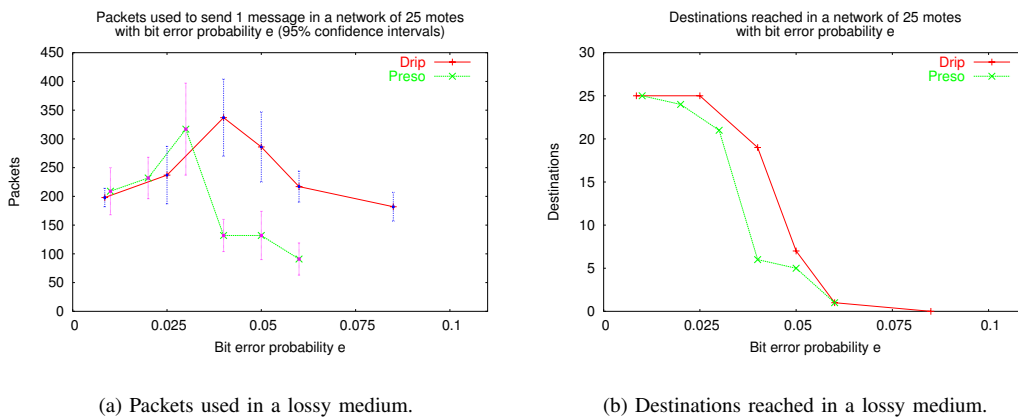 Packets used to send 1 message in a network of 25 motes
with bit error probability e (95% confidence intervals)
450
400
350
300
250
200
150
100
50
0
Packets
Drip
Preso
0
0.025
0.05
0.075
0.1
Bit error probability e
(a) Packets used in a lossy medium.
Destinations reached in a network of 25 motes
with bit error probability e
30
25
20
15
10
5
0
Destinations
Drip
Preso
0
0.025
0.05
0.075
0.1
Bit error probability e
(b) Destinations reached in a lossy medium.